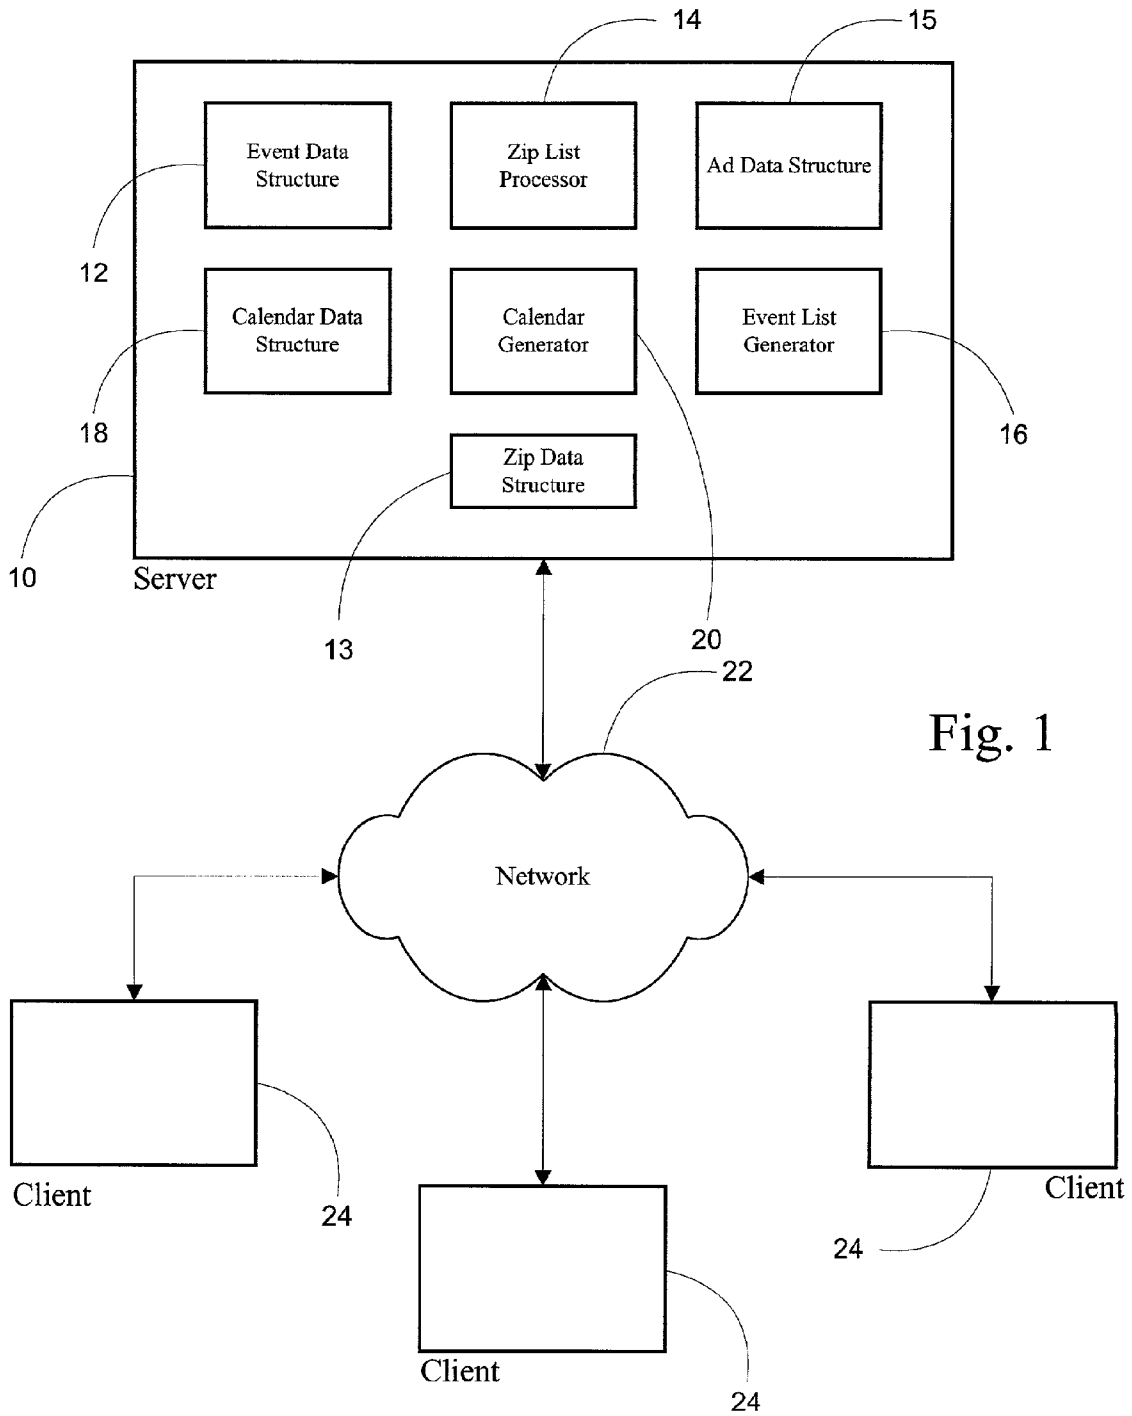 14
15
Event Data
Structure
Zip List
Processor
Ad Data Structure
12
Calendar Data
Structure
Calendar
Generator
Event List
Generator
18
16
Zip Data
Structure
10
Server
13
20
22
Fig. 1
Network
Client
24
Client
24
Client
24